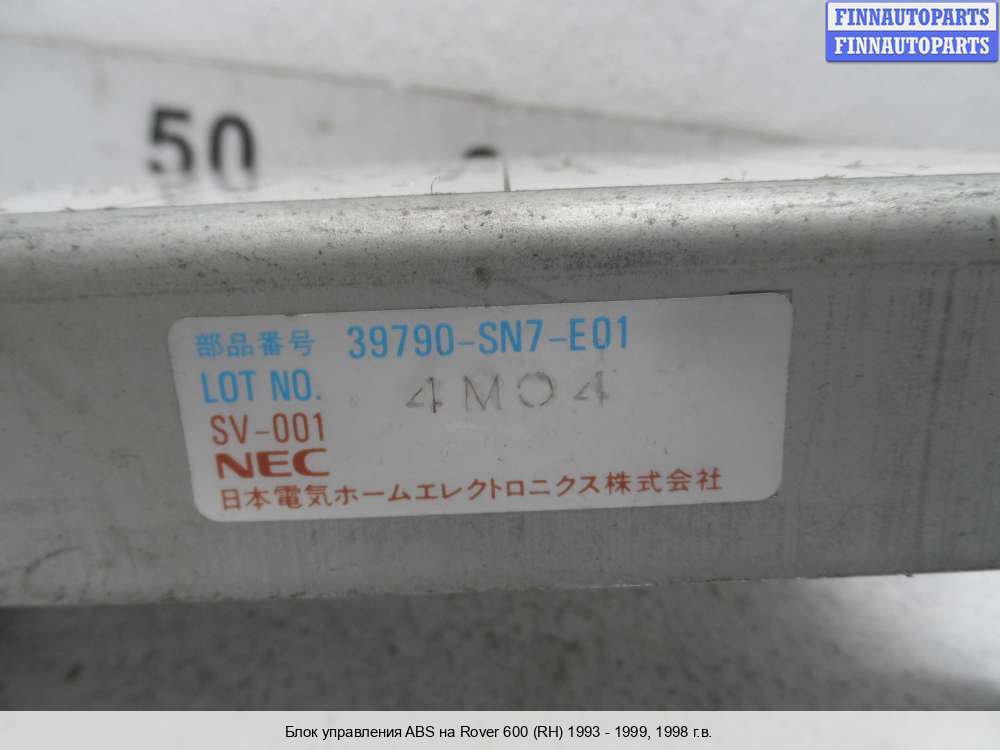 FINNAUTOPARTS
FINNAUTOPARTS
50
部品番号 39790-SN7-E01
LOT NO. 4M04
SV-001
NEC
日本電気ホームエレクトロニクス株式会社
Блок управления ABS на Rover 600 (RH) 1993 - 1999, 1998 г.в.